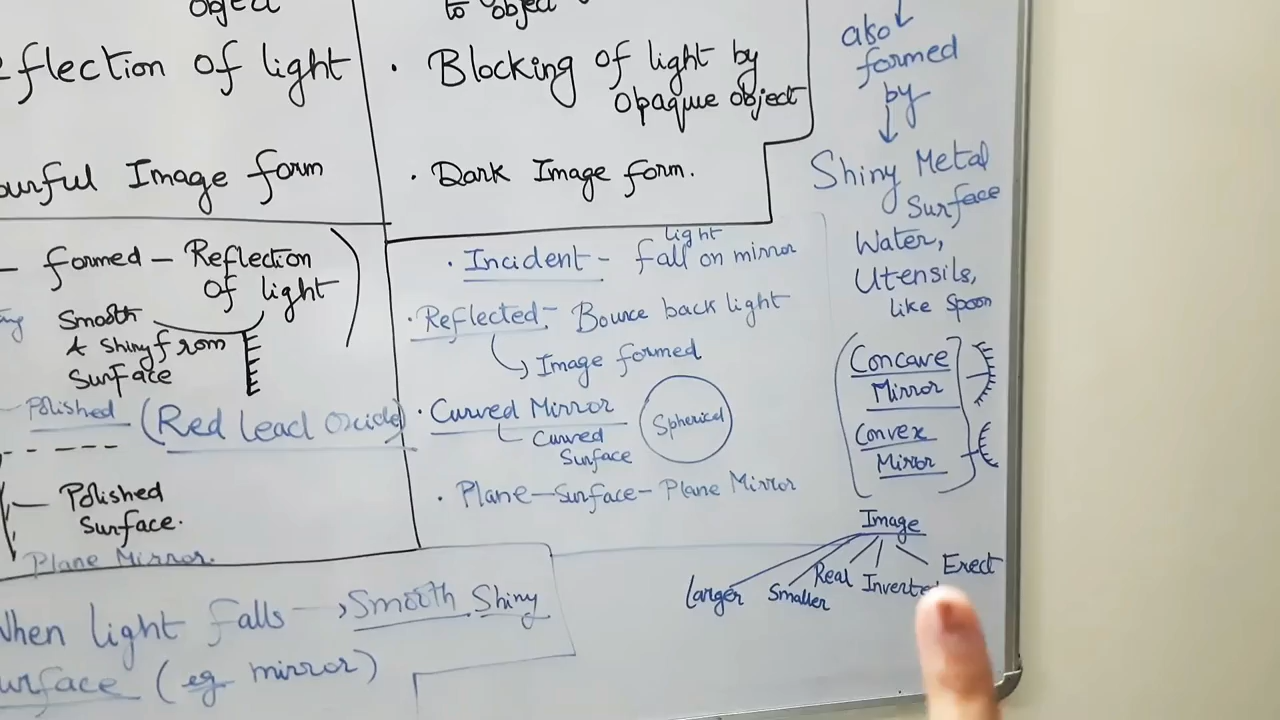 object
Reflection of light
Image form
to object
· Blocking of light by
opaque object
· Dark Image form.
also
formed
by
Shiny Metal
Surface
Water,
Utensils,
like Spoon
— formed — Reflection
of light
Smooth
& Shiny from
Surface
Polished (Red Lead Oxide)
Polished
Surface.
Plane Mirror.
· Incident - light fall on mirror
· Reflected:- Bounce back light
Image formed
· Curved Mirror
Curved
Surface
Spherical
· Plane—Surface— Plane Mirror
Concave
Mirror
Convex
Mirror
Image
Larger Smaller Real Inverted Erect
When light falls → Smooth Shiny
Surface (eg mirror)